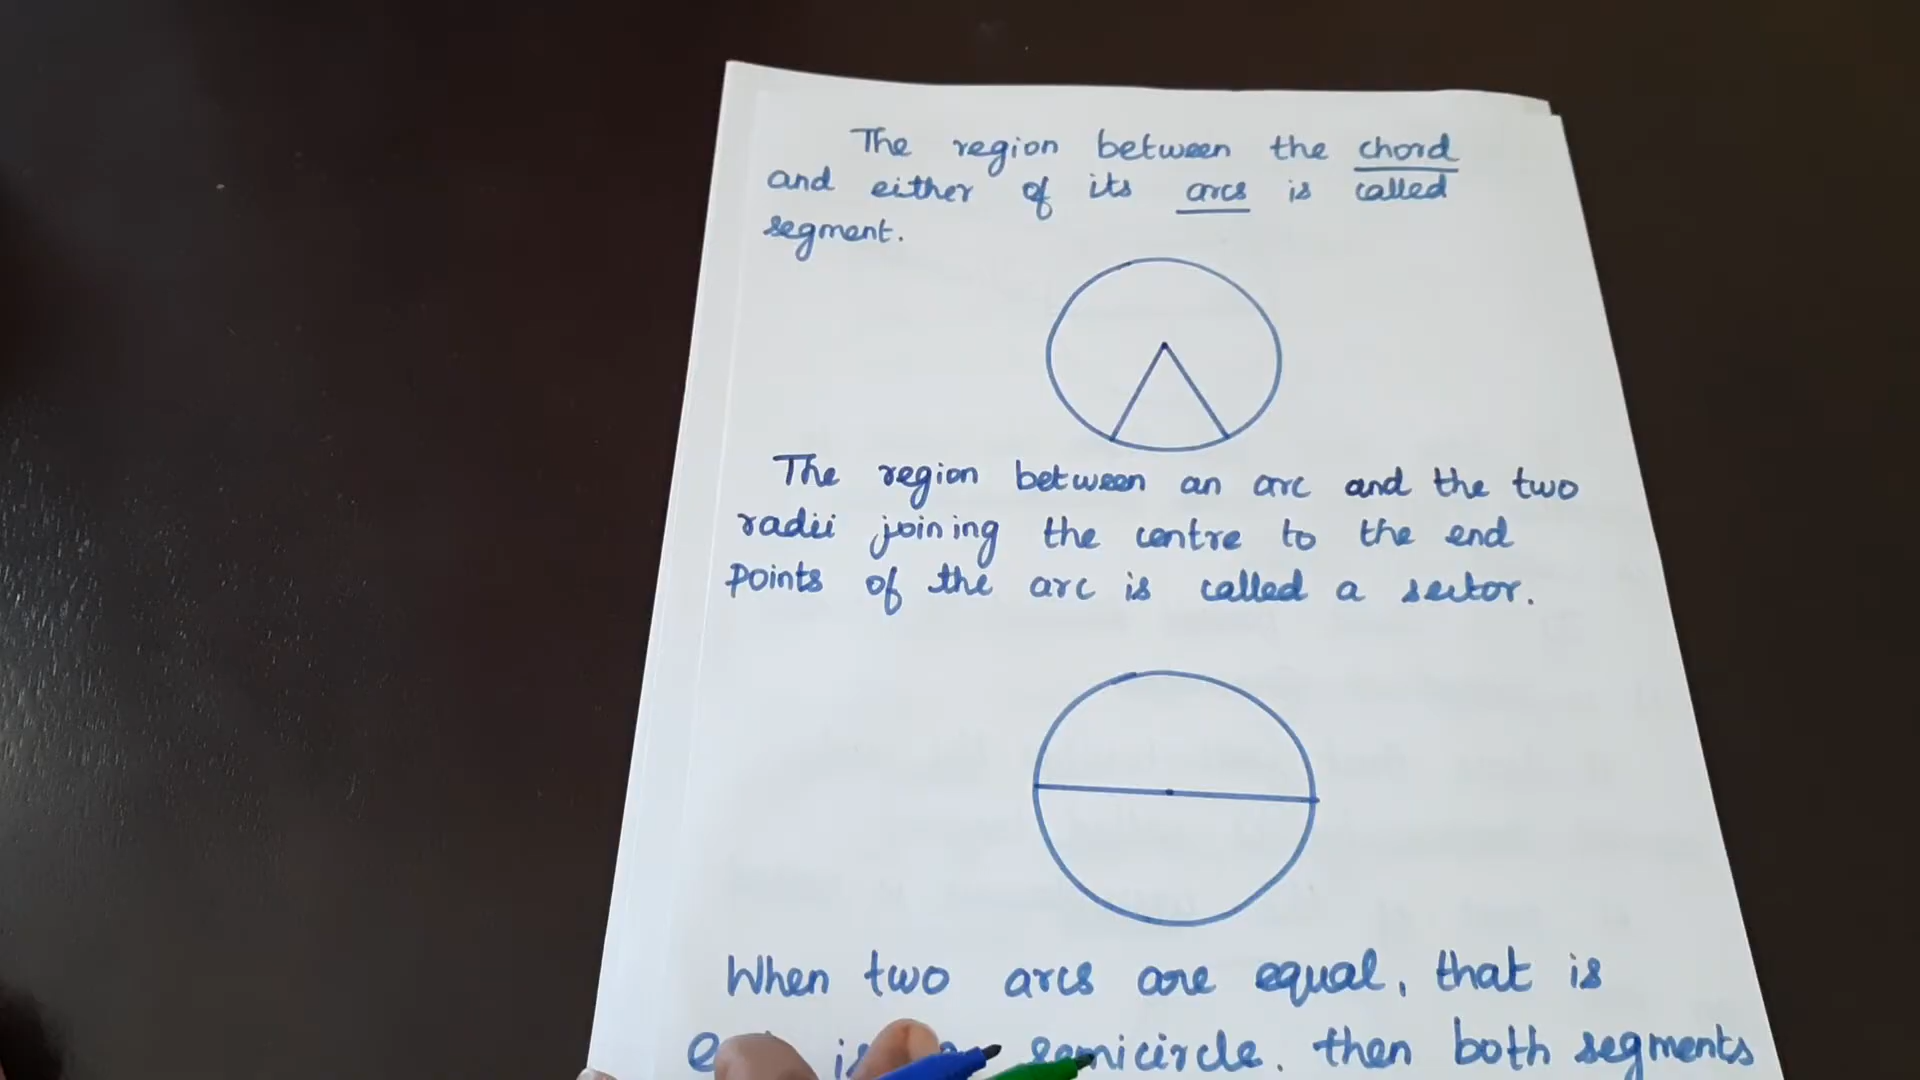 The region between the chord
and either of its arcs is called
segment.
The region between an arc and the two
radii joining the centre to the end
points of the arc is called a sector.
When two arcs are equal, that is
is semicircle. then both segments